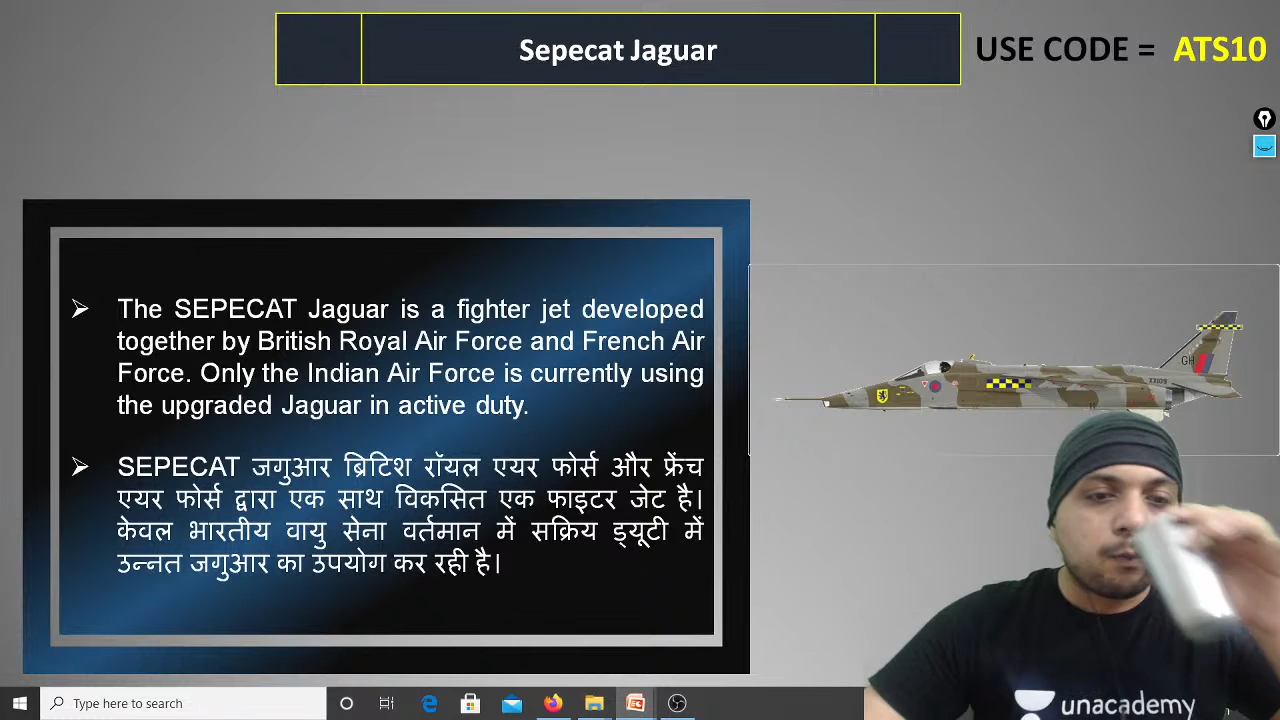 Sepecat Jaguar
USE CODE = ATS10
➢ The SEPECAT Jaguar is a fighter jet developed
together by British Royal Air Force and French Air
Force. Only the Indian Air Force is currently using
the upgraded Jaguar in active duty.
➢ SEPECAT जगुआर ब्रिटिश रॉयल एयर फोर्स और फ्रेंच
एयर फोर्स द्वारा एक साथ विकसित एक फाइटर जेट है।
केवल भारतीय वायु सेना वर्तमान में सक्रिय ड्यूटी में
उन्नत जगुआर का उपयोग कर रही है।
GH
unacademy
Type here to search